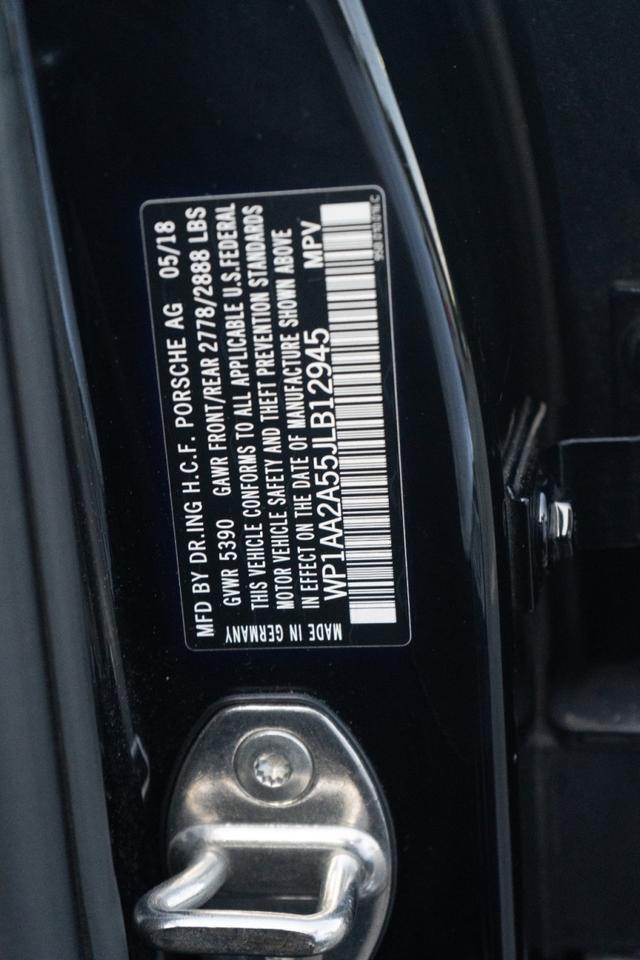 MFD BY DR.ING H.C.F. PORSCHE AG 05/18
GVWR 5390 GAWR FRONT/REAR 2778/2888 LBS
THIS VEHICLE CONFORMS TO ALL APPLICABLE U.S.FEDERAL
MOTOR VEHICLE SAFETY AND THEFT PREVENTION STANDARDS
IN EFFECT ON THE DATE OF MANUFACTURE SHOWN ABOVE
WP1AA2A55JLB12945 MPV
MADE IN GERMANY